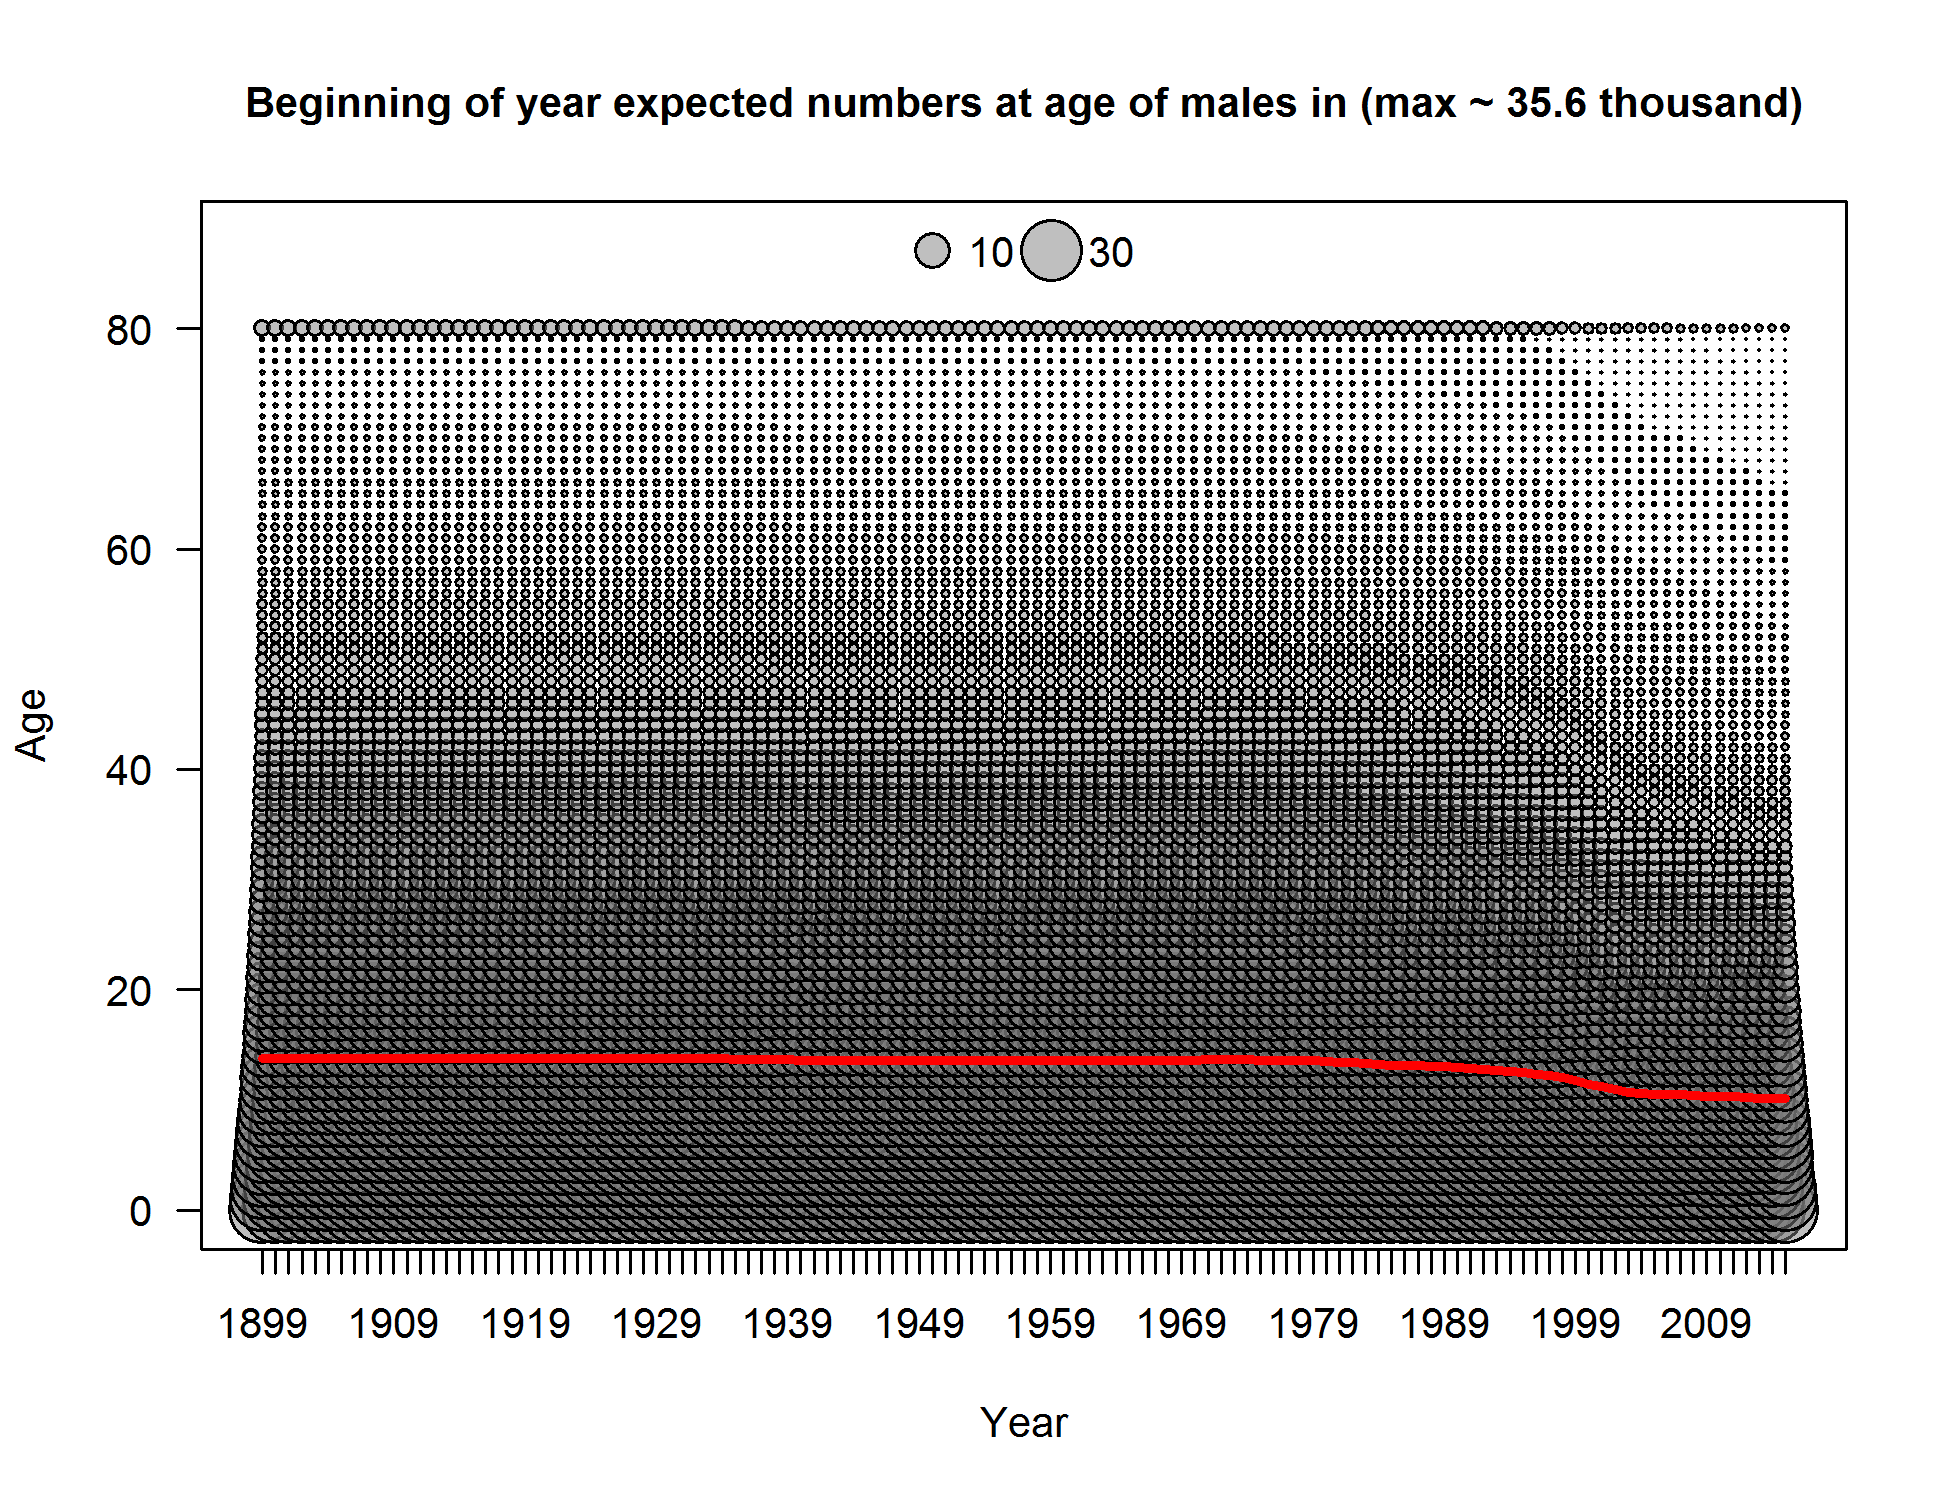 Beginning of year expected numbers at age of males in (max ~ 35.6 thousand)
10 30
80
60
40
20
0
Age
1899 1909 1919 1929 1939 1949 1959 1969 1979 1989 1999 2009
Year